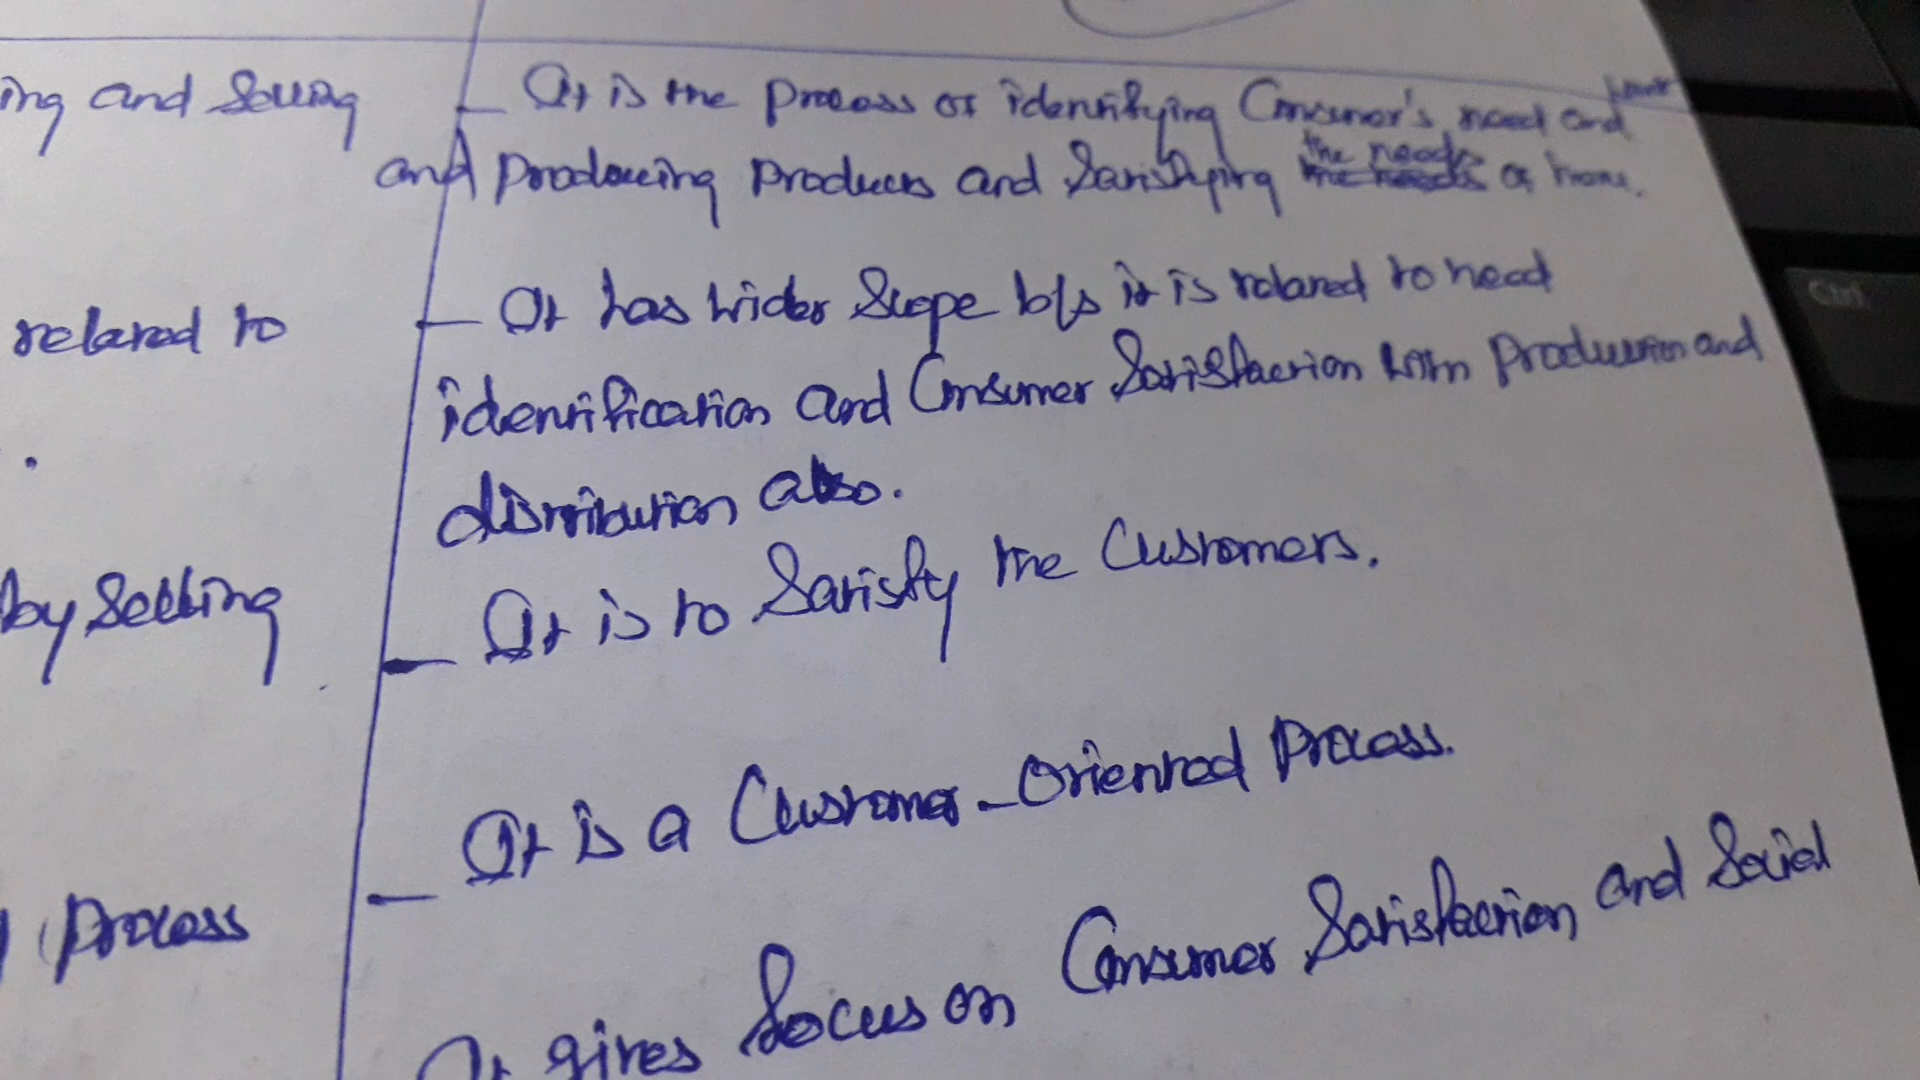 ing and Selling
It is the process of identifying Consumer's need and want
and producing products and Satisfying the needs of them.
related to
It has wider Scope b/s it is related to need
identification and Consumer Satisfaction with production and
distribution also.
by Selling
It is to Satisfy the Customers.
It is a Customer-Oriented Process.
Process
It gives focus on Consumer Satisfaction and Social
Ctrl